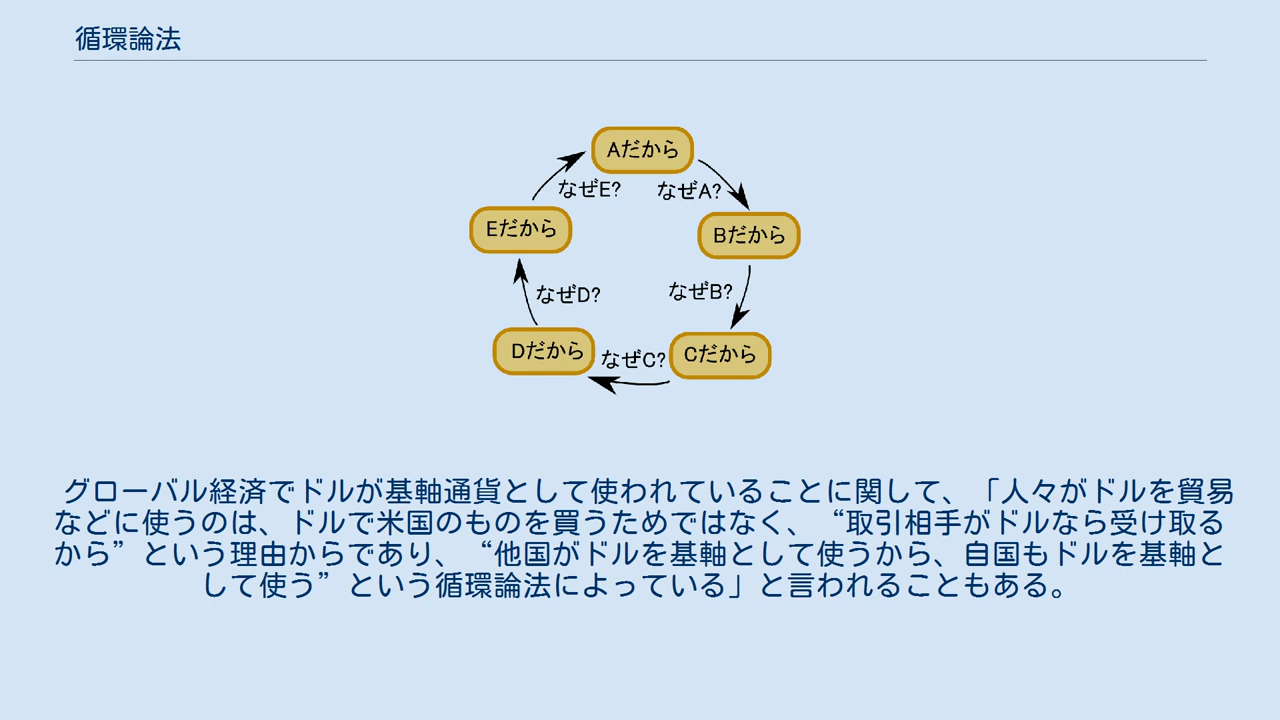 循環論法
Aだから
なぜE?
なぜA?
Eだから
Bだから
なぜD?
なぜB?
Dだから
なぜC?
Cだから
グローバル経済でドルが基軸通貨として使われていることに関して、「人々がドルを貿易
などに使うのは、ドルで米国のものを買うためではなく、“取引相手がドルなら受け取る
から”という理由からであり、“他国がドルを基軸として使うから、自国もドルを基軸と
して使う”という循環論法によっている」と言われることもある。